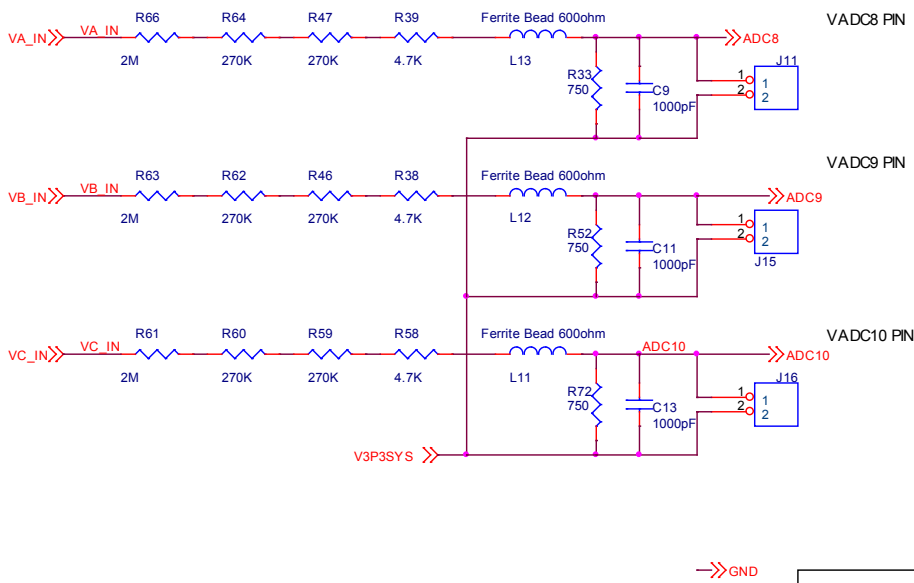 R66 R64 R47 R39 Ferrite Bead 600ohm VADC8 PIN
VA_IN VA_IN ADC8
2M 270K 270K 4.7K L13 R33 750 C9 1000pF J11
1 1
2 2
R63 R62 R46 R38 Ferrite Bead 600ohm VADC9 PIN
VB_IN VB_IN ADC9
2M 270K 270K 4.7K L12 R52 750 C11 1000pF
1 1
2 2
J15
R61 R60 R59 R58 Ferrite Bead 600ohm VADC10 PIN
VC_IN VC_IN ADC10 ADC10
2M 270K 270K 4.7K L11 R72 750 C13 1000pF J16
1 1
2 2
V3P3SYS
GND